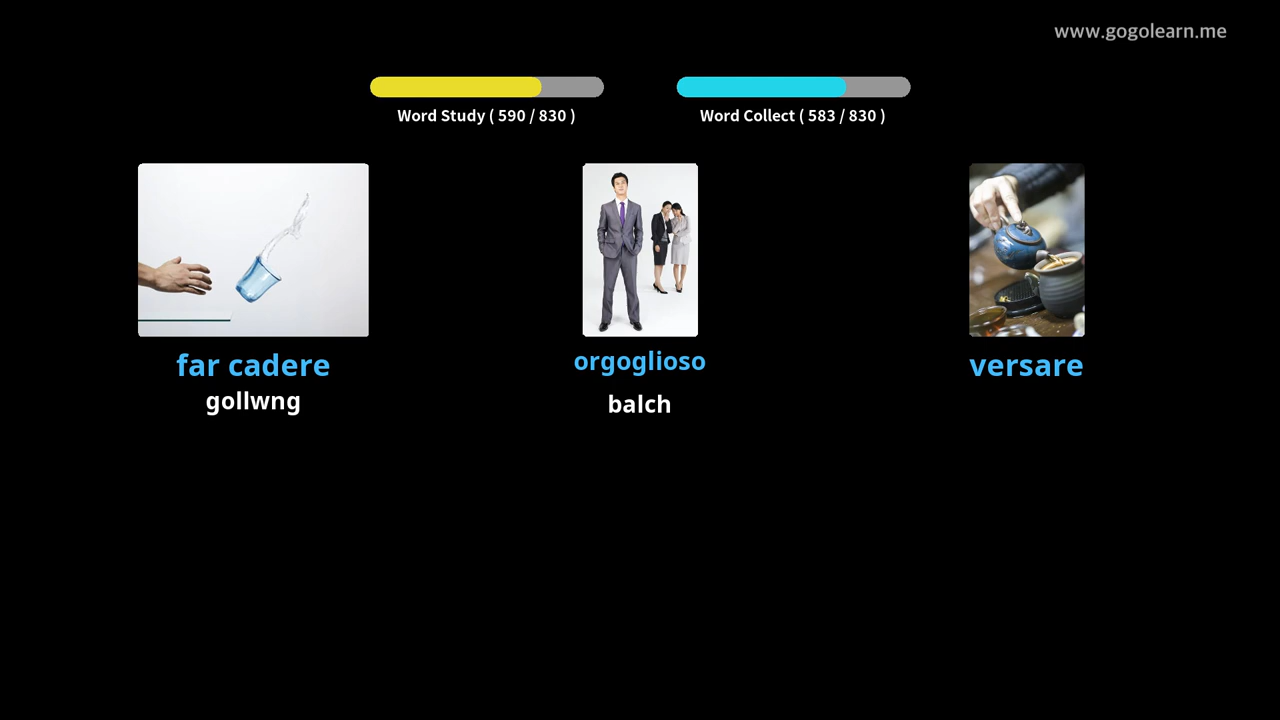 www.gogolearn.me
Word Study ( 590 / 830 )
Word Collect ( 583 / 830 )
far cadere
gollwng
orgoglioso
balch
versare